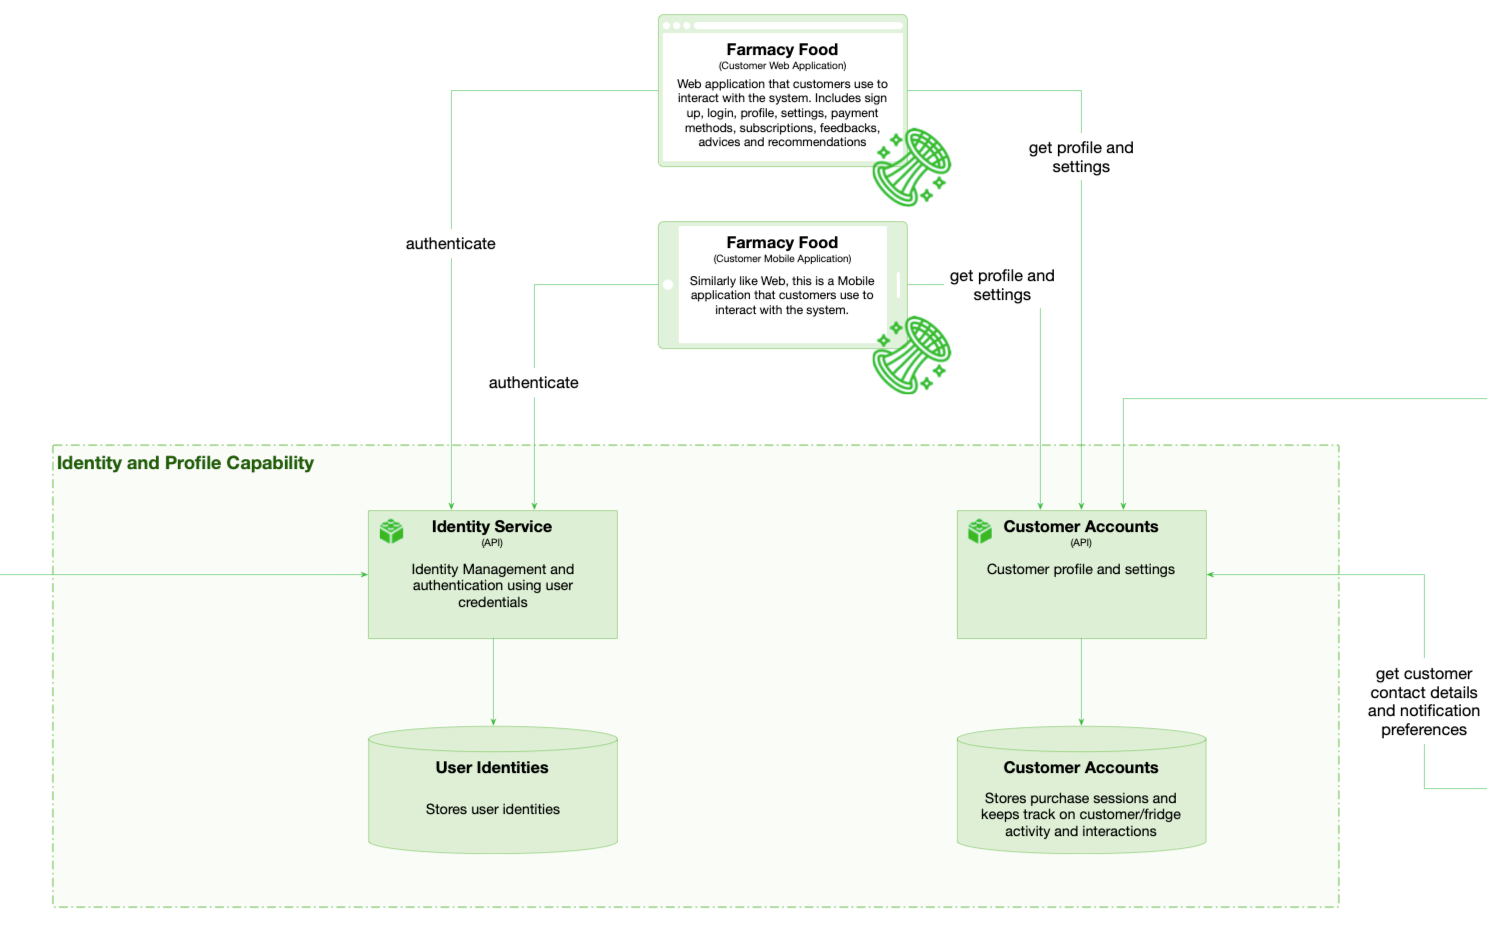 Farmacy Food
(Customer Web Application)
Web application that customers use to
interact with the system. Includes sign
up, login, profile, settings, payment
methods, subscriptions, feedbacks,
advices and recommendations
get profile and
settings
authenticate
Farmacy Food
(Customer Mobile Application)
Similarly like Web, this is a Mobile
application that customers use to
interact with the system.
get profile and
settings
authenticate
Identity and Profile Capability
Identity Service
(API)
Identity Management and
authentication using user
credentials
Customer Accounts
(API)
Customer profile and settings
get customer
contact details
and notification
preferences
User Identities
Stores user identities
Customer Accounts
Stores purchase sessions and
keeps track on customer/fridge
activity and interactions